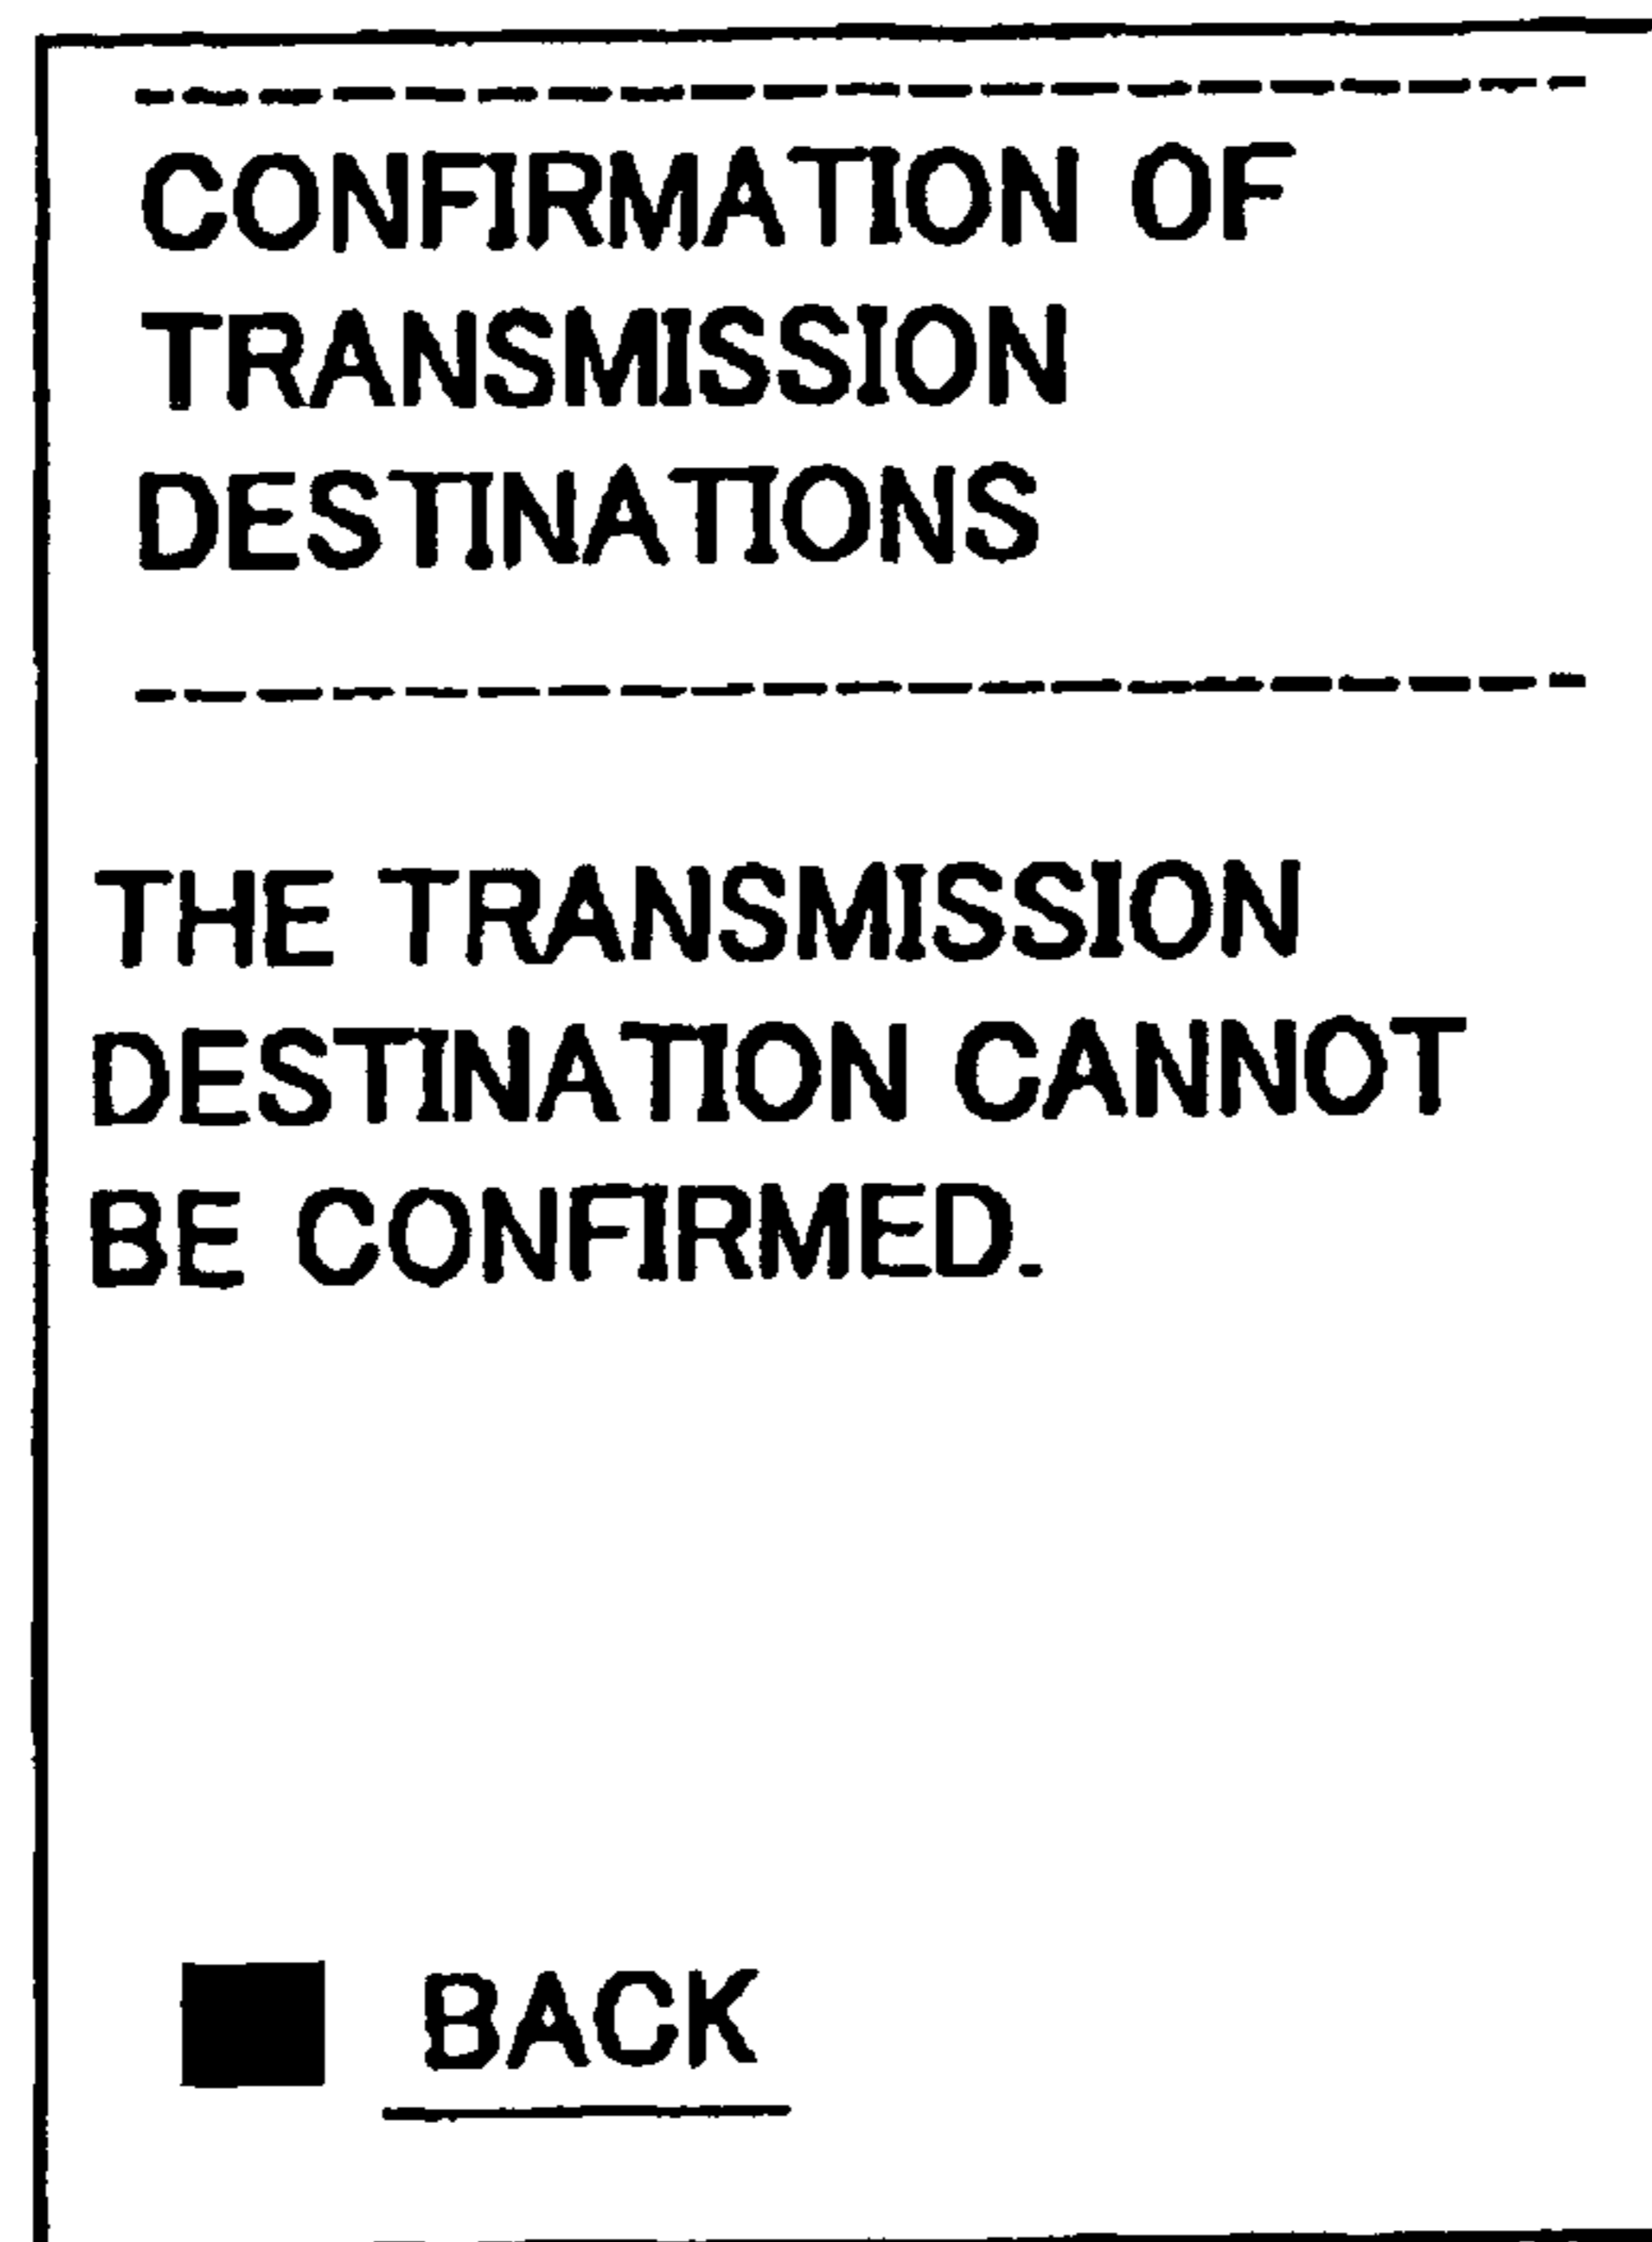 CONFIRMATION OF
TRANSMISSION
DESTINATIONS
THE TRANSMISSION
DESTINATION CANNOT
BE CONFIRMED.
BACK